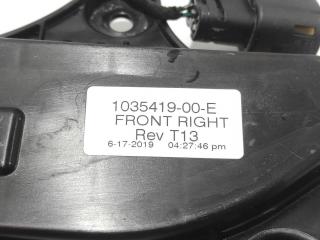 1035419-00-E
FRONT RIGHT
Rev T13
6-17-2019 04:27:46 pm